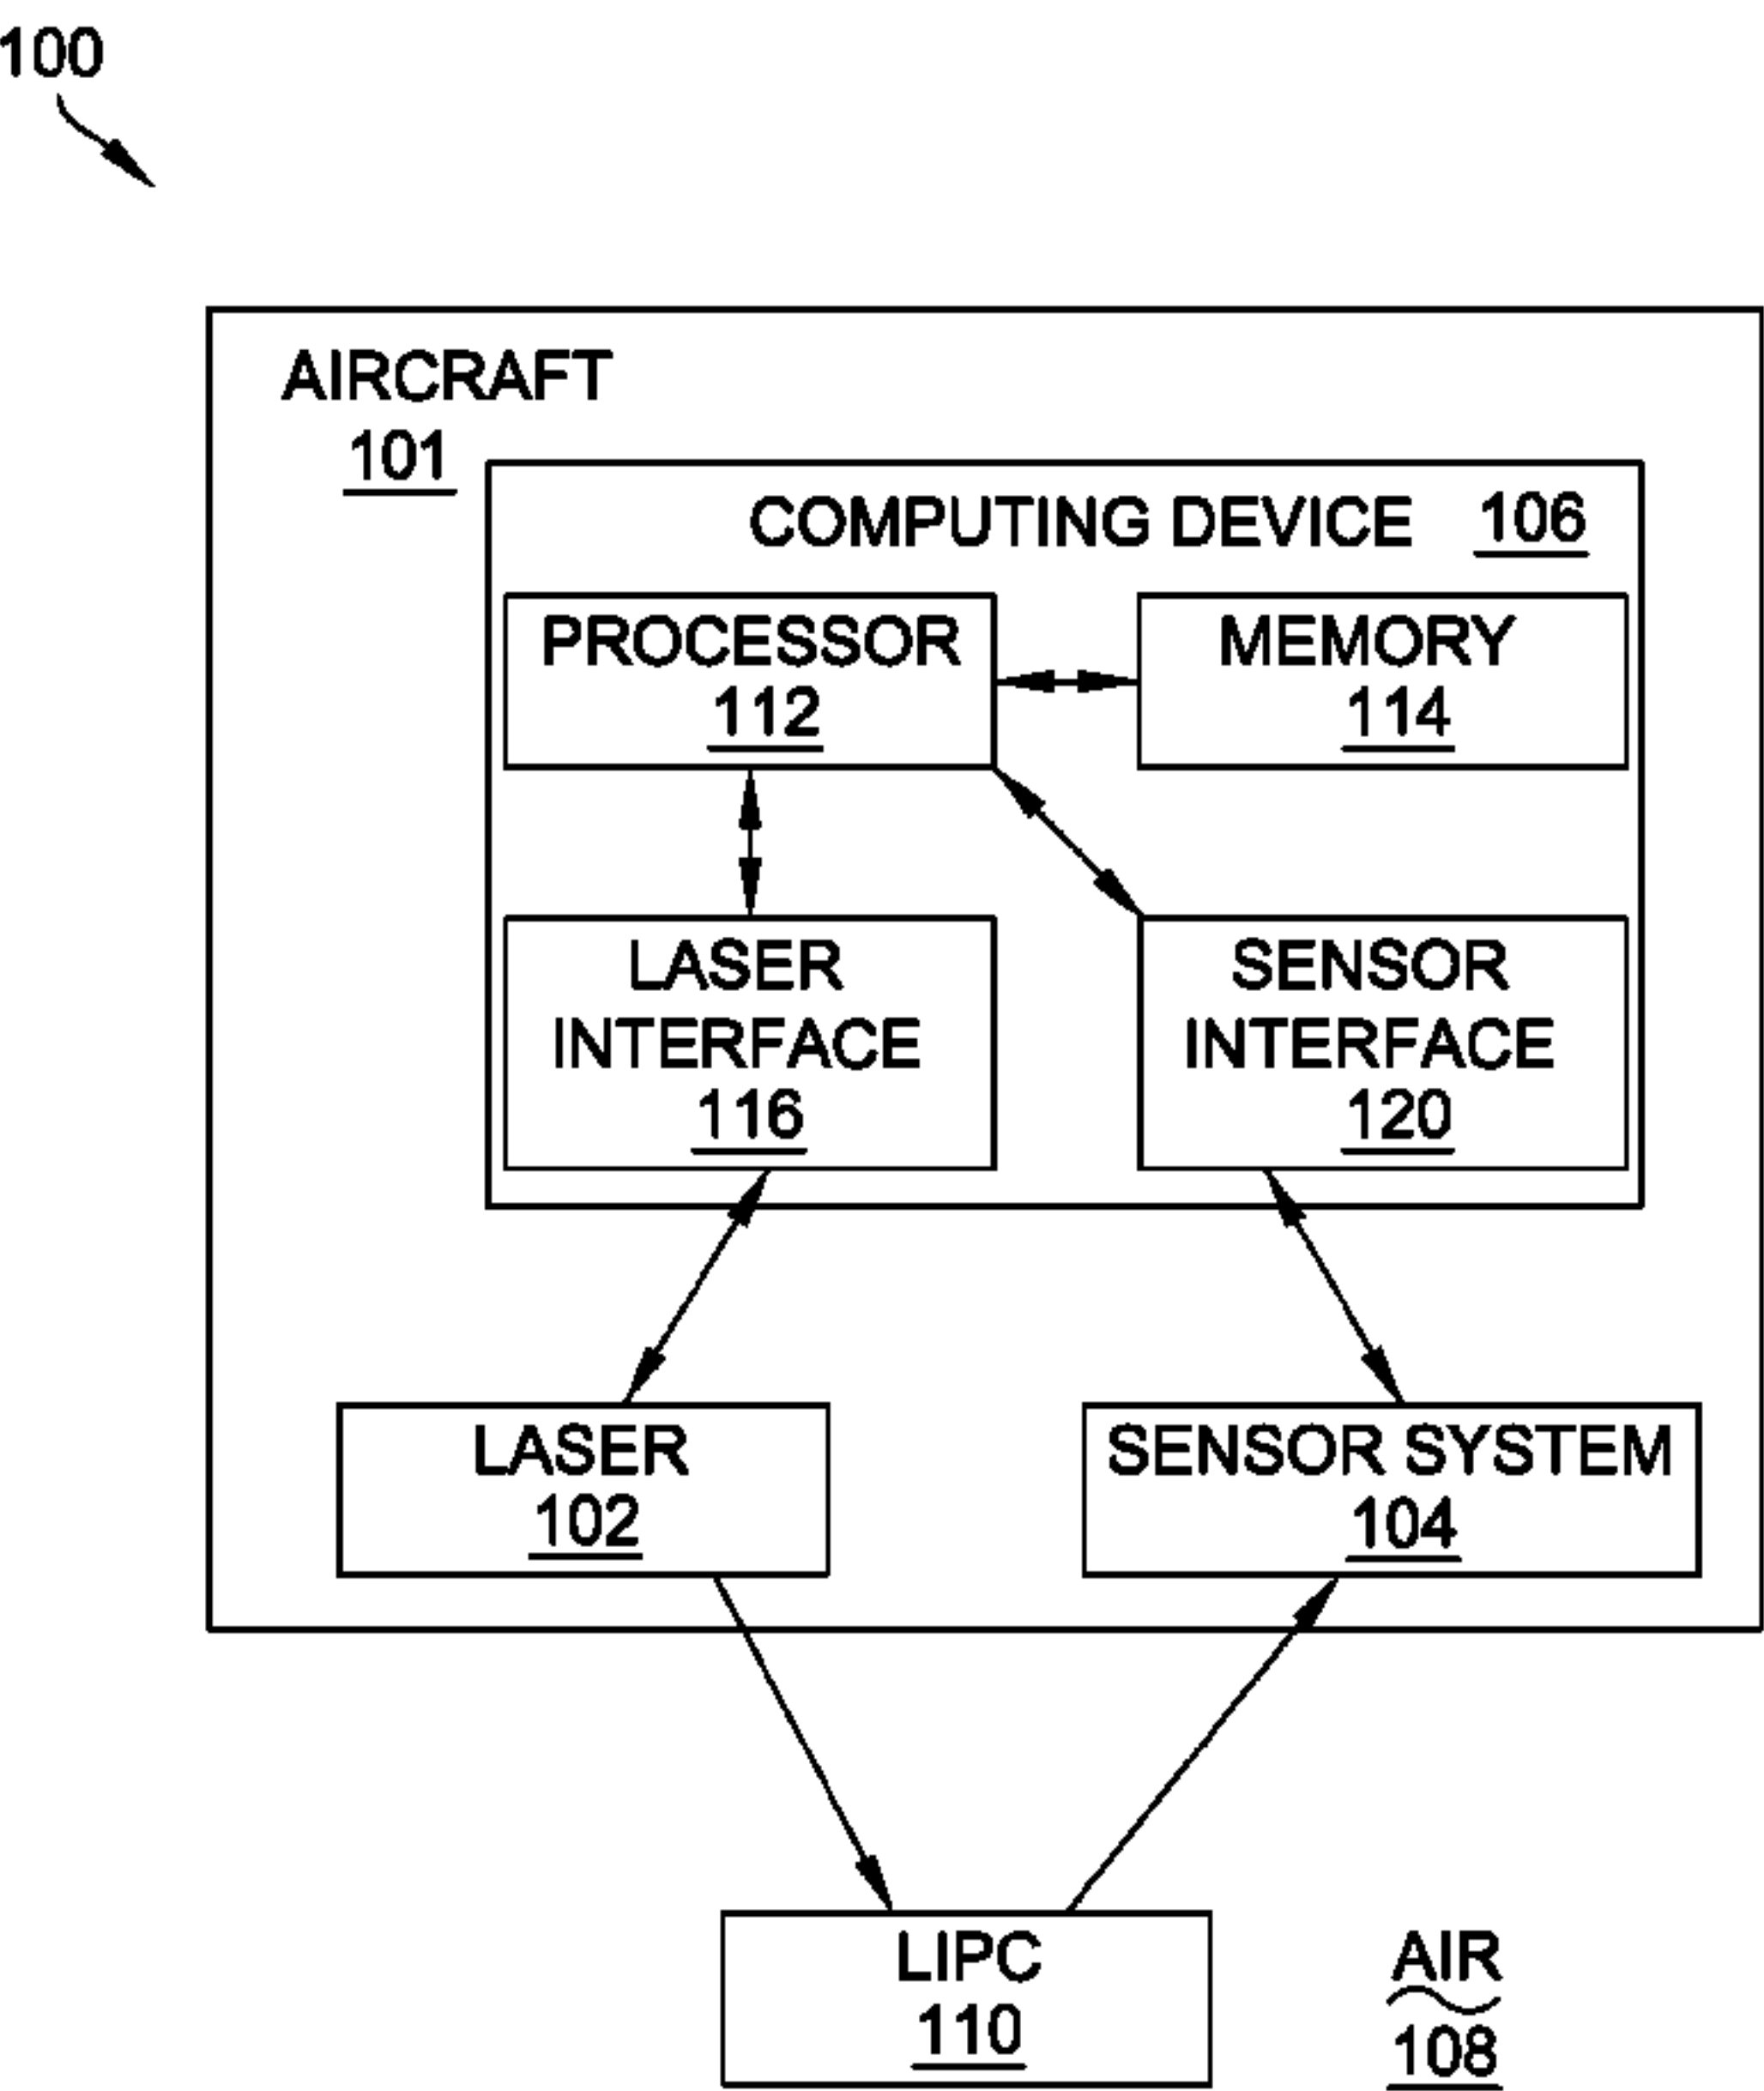 100
AIRCRAFT
101
COMPUTING DEVICE 106
PROCESSOR
112
MEMORY
114
LASER
INTERFACE
116
SENSOR
INTERFACE
120
LASER
102
SENSOR SYSTEM
104
LIPC
110
AIR
108